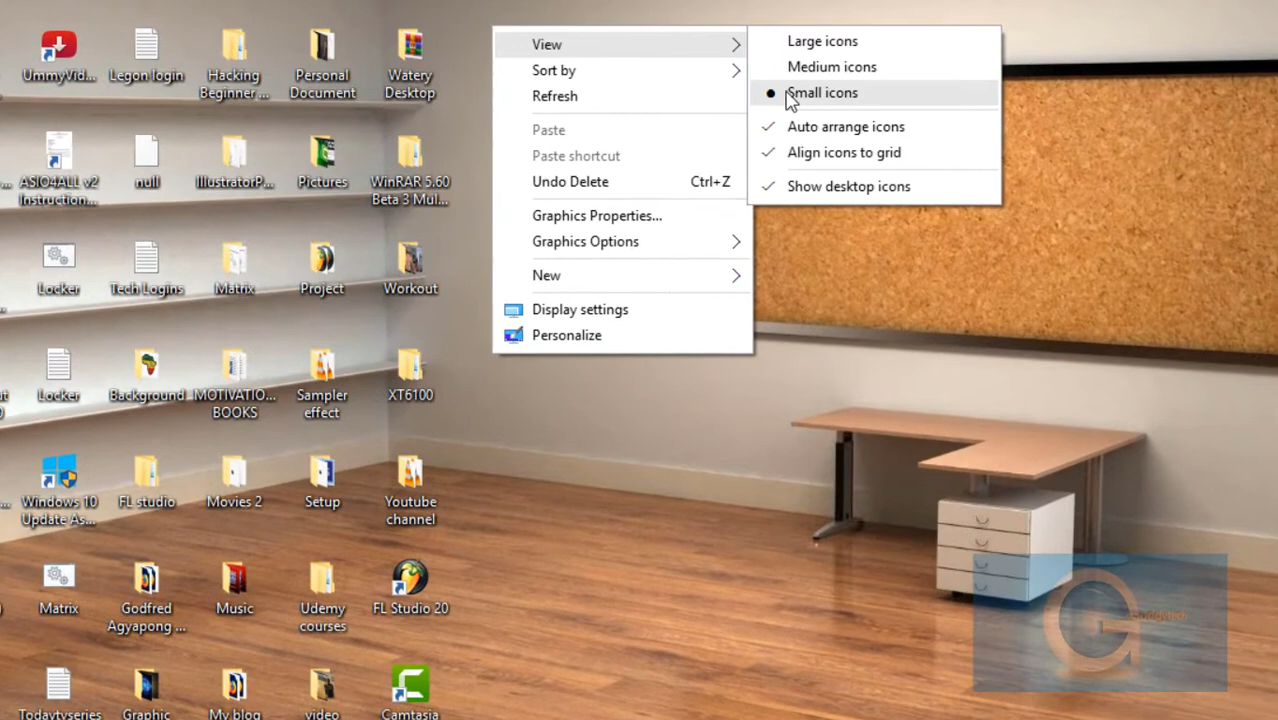 UmmyVid...
Legon login
Hacking
Beginner ...
Personal
Document
Watery
Desktop
ASIO4ALL v2
Instruction...
null
IllustratorP...
Pictures
WinRAR 5.60
Beta 3 Mul...
Locker
Tech Logins
Matrix
Project
Workout
Locker
Background
MOTIVATIO...
BOOKS
Sampler
effect
XT6100
Windows 10
Update As...
FL studio
Movies 2
Setup
Youtube
channel
Matrix
Godfred
Agyapong ...
Music
Udemy
courses
FL Studio 20
Todaytvseries
Graphic
My blog
video
Camtasia
View
Sort by
Refresh
Paste
Paste shortcut
Undo Delete Ctrl+Z
Graphics Properties...
Graphics Options
New
Display settings
Personalize
Large icons
Medium icons
Small icons
Auto arrange icons
Align icons to grid
Show desktop icons